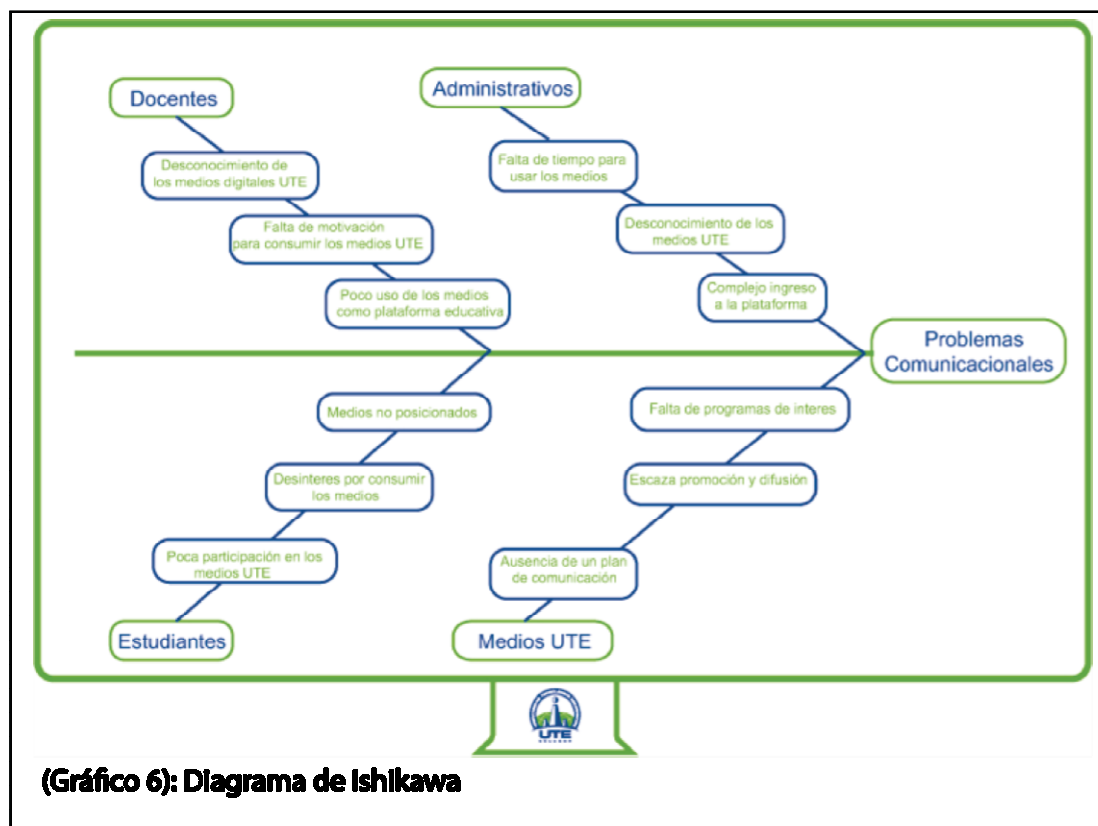 Docentes
Desconocimiento de
los medios digitales UTE
Falta de motivación
para consumir los medios UTE
Poco uso de los medios
como plataforma educativa
Administrativos
Falta de tiempo para
usar los medios
Desconocimiento de los
medios UTE
Complejo ingreso
a la plataforma
Problemas
Comunicacionales
Medios no posicionados
Desinteres por consumir
los medios
Poca participación en los
medios UTE
Estudiantes
Falta de programas de interes
Escaza promoción y difusión
Ausencia de un plan
de comunicación
Medios UTE
UTE
(Gráfico 6): Diagrama de Ishikawa